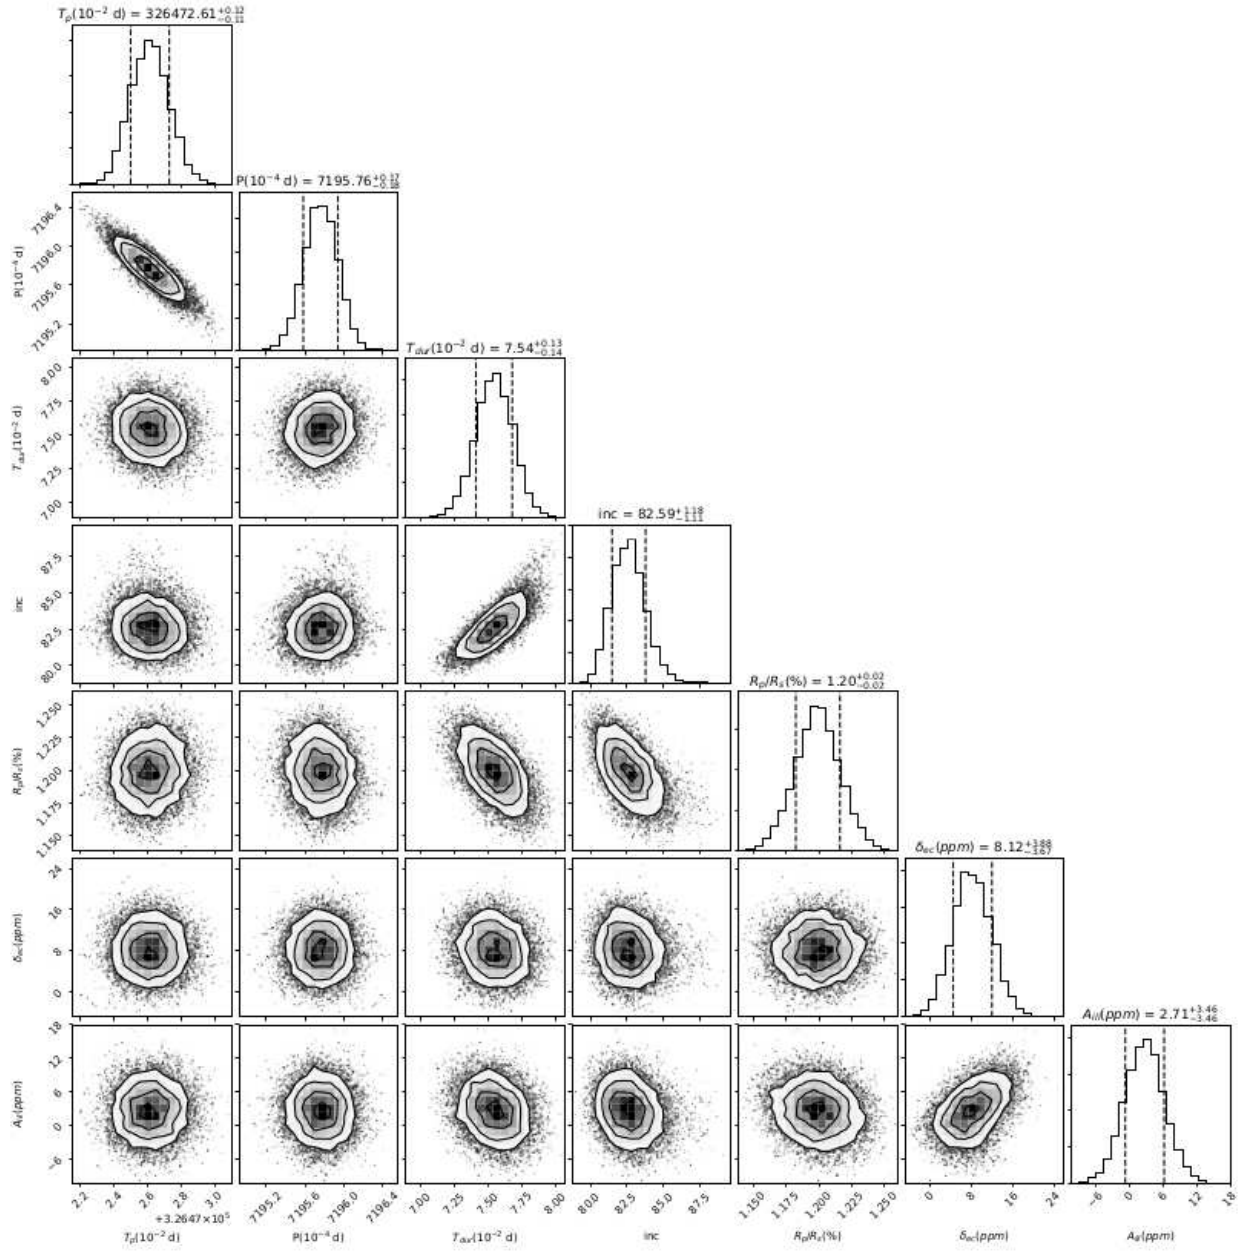 T_p(10^-2 d) = 326472.61^{+0.12}_{-0.11}
P(10^-4 d) = 7195.76^{+0.17}_{-0.18}
7196.4
7196.0
7195.6
7195.2
P(10^-4 d)
T_dur(10^-2 d) = 7.54^{+0.13}_{-0.14}
8.00
7.75
7.50
7.25
7.00
T_dur(10^-2 d)
inc = 82.59^{+1.18}_{-1.11}
87.5
85.0
82.5
80.0
inc
R_p/R_s(%) = 1.20^{+0.02}_{-0.02}
1.250
1.225
1.200
1.175
1.150
R_p/R_s(%)
δ_ec(ppm) = 8.12^{+3.88}_{-3.67}
24
16
8
0
δ_ec(ppm)
A_ill(ppm) = 2.71^{+3.46}_{-3.46}
18
12
6
0
−6
A_ill(ppm)
2.2 2.4 2.6 2.8 3.0
+3.2647×10^5
7195.2 7195.6 7196.0 7196.4
7.00 7.25 7.50 7.75 8.00
80.0 82.5 85.0 87.5
1.150 1.175 1.200 1.225 1.250
0 8 16 24
−6 0 6 12 18
T_p(10^-2 d) P(10^-4 d) T_dur(10^-2 d) inc R_p/R_s(%) δ_ec(ppm) A_ill(ppm)